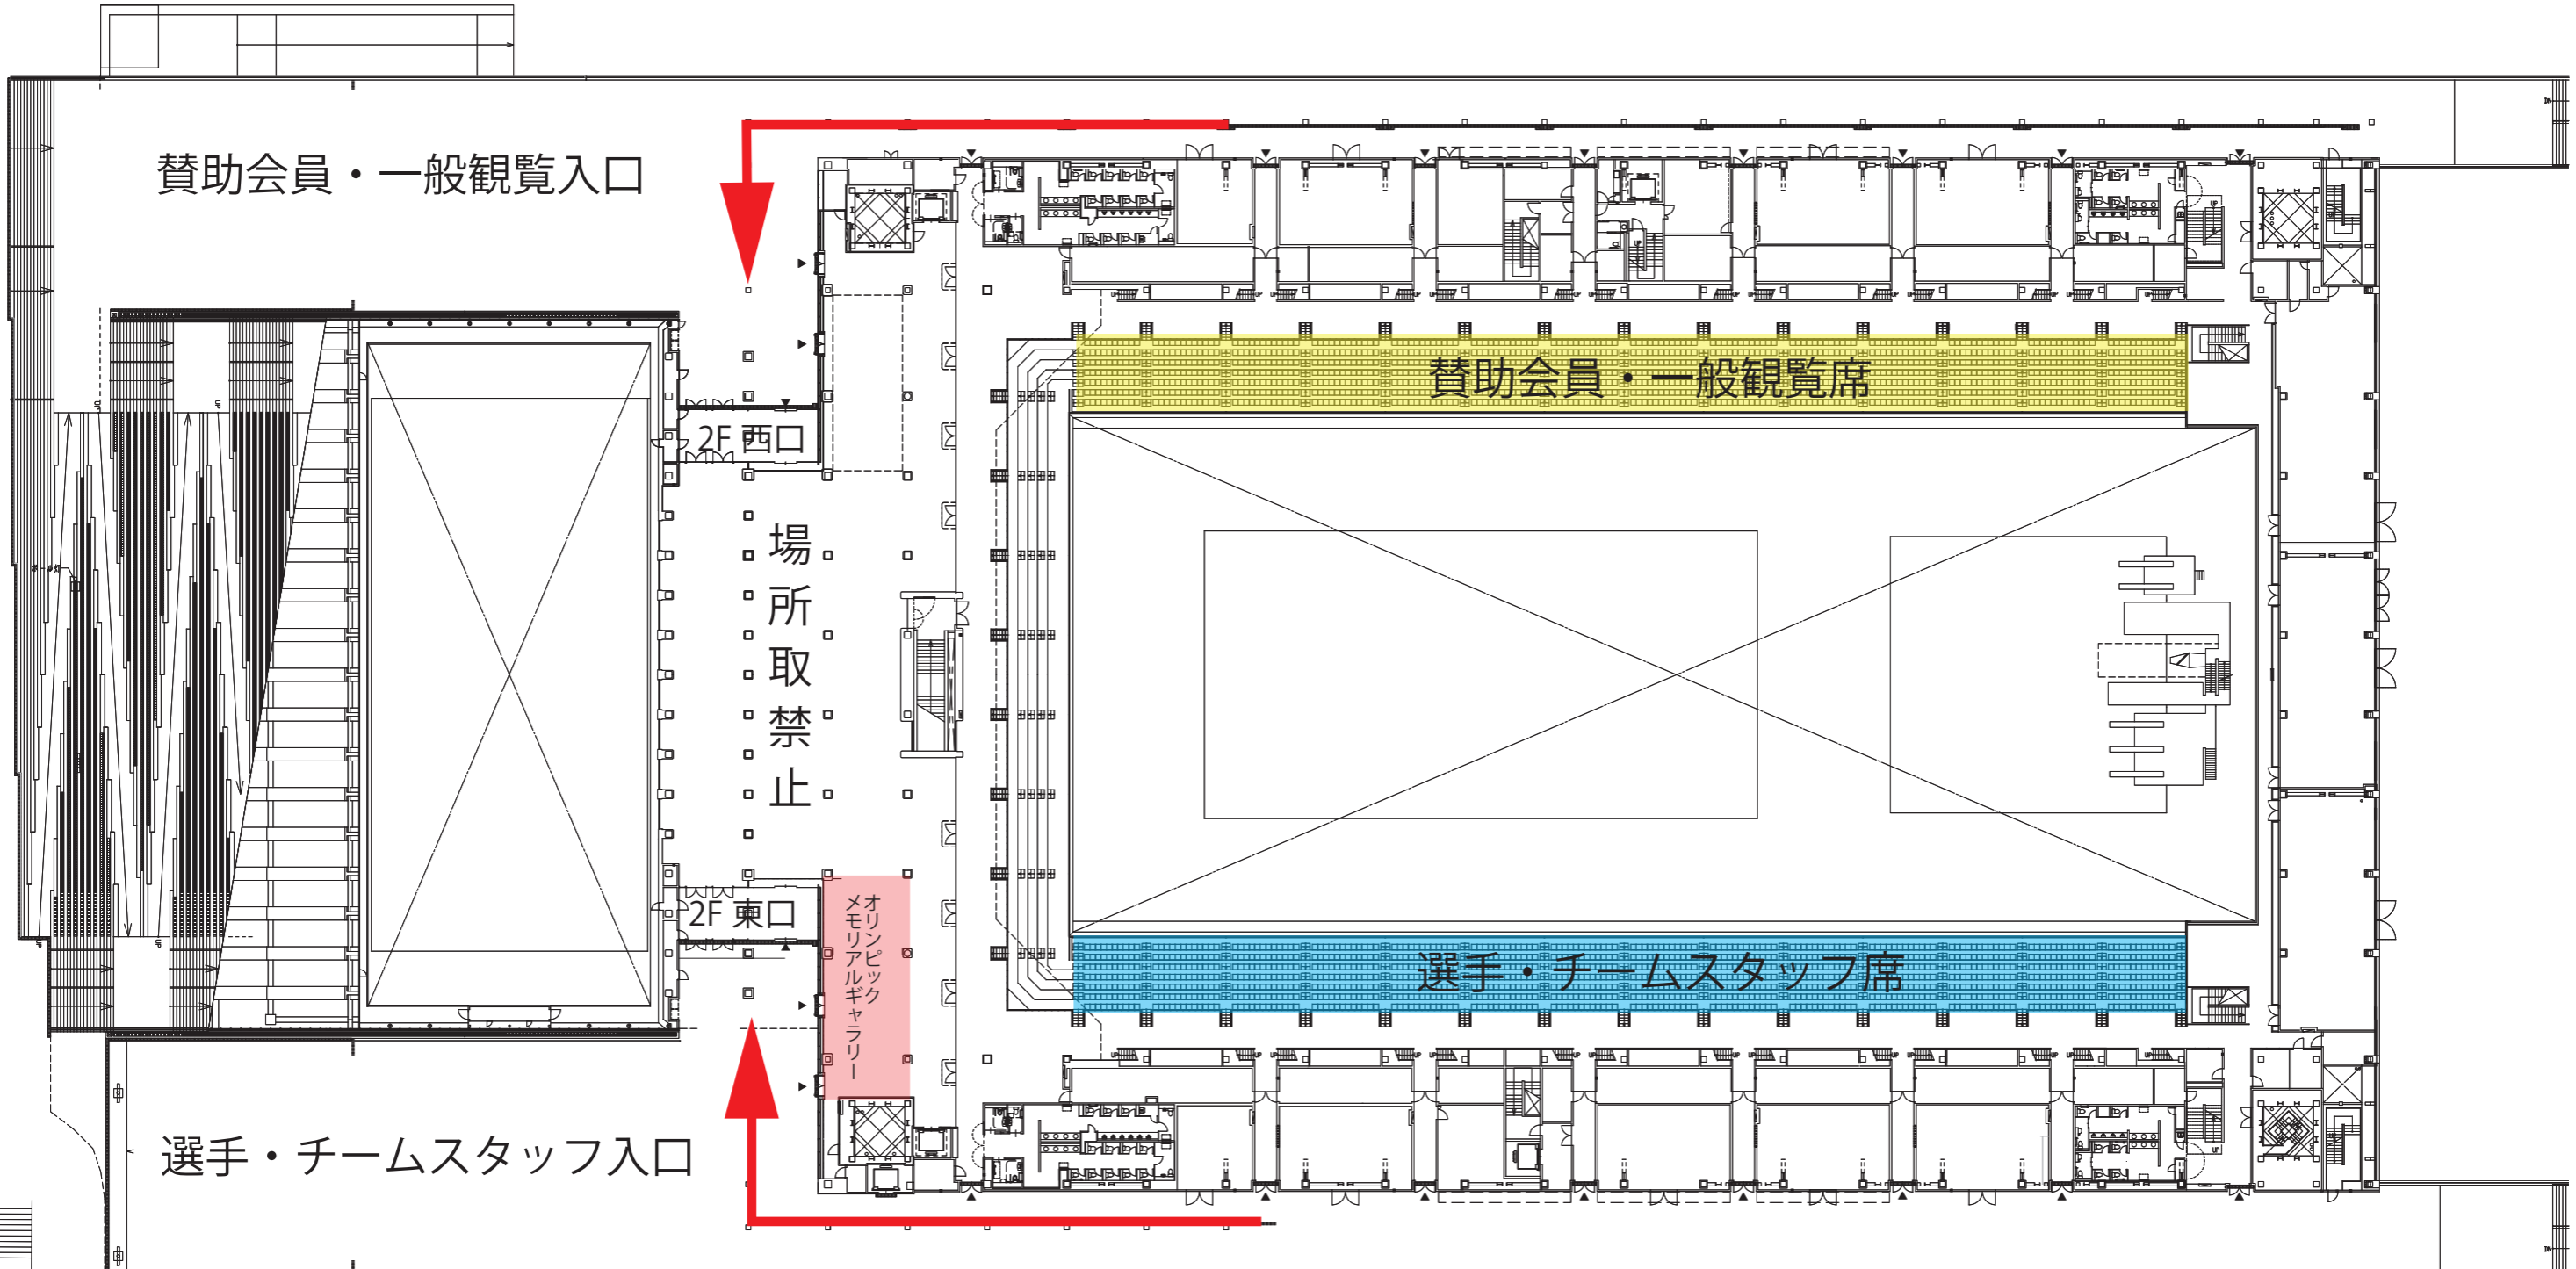 賛助会員・一般観覧入口
賛助会員・一般観覧席
2F 西口
場所取禁止
2F 東口
オリンピック
メモリアルギャラリー
選手・チームスタッフ席
選手・チームスタッフ入口